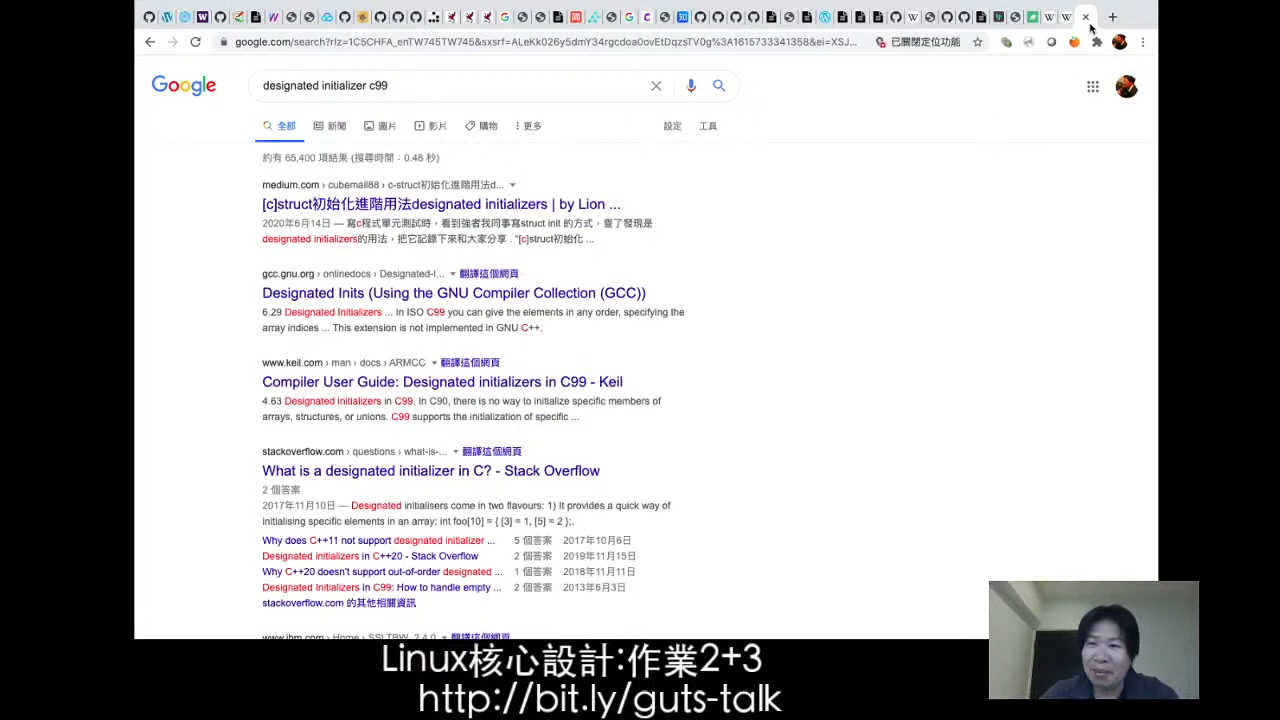 google.com/search?rlz=1C5CHFA_enTW745TW745&sxsrf=ALeKk026y5dmY34rgcdoa0ovEtDqzsTV0g%3A1615733341358&ei=XSJ...
已關閉定位功能
Google
designated initializer c99
全部
新聞
圖片
影片
購物
更多
設定
工具
約有 65,400 項結果 (搜尋時間：0.48 秒)
medium.com › cubemail88 › c-struct初始化進階用法d...
[c]struct初始化進階用法designated initializers | by Lion ...
2020年6月14日 — 寫c程式單元測試時，看到強者我同事寫struct init 的方式，查了發現是
designated initializers的用法，把它記錄下來和大家分享 . "[c]struct初始化 ...
gcc.gnu.org › onlinedocs › Designated-I... 翻譯這個網頁
Designated Inits (Using the GNU Compiler Collection (GCC))
6.29 Designated Initializers ... In ISO C99 you can give the elements in any order, specifying the
array indices ... This extension is not implemented in GNU C++.
www.keil.com › man › docs › ARMCC 翻譯這個網頁
Compiler User Guide: Designated initializers in C99 - Keil
4.63 Designated initializers in C99. In C90, there is no way to initialize specific members of
arrays, structures, or unions. C99 supports the initialization of specific ...
stackoverflow.com › questions › what-is-... 翻譯這個網頁
What is a designated initializer in C? - Stack Overflow
2 個答案
2017年11月10日 — Designated initialisers come in two flavours: 1) It provides a quick way of
initialising specific elements in an array; int foo[10] = { [3] = 1, [5] = 2 };.
Why does C++11 not support designated initializer ... 5 個答案 2017年10月6日
Designated initializers in C++20 - Stack Overflow 2 個答案 2019年11月15日
Why C++20 doesn't support out-of-order designated ... 1 個答案 2018年11月11日
Designated Initializers in C99: How to handle empty ... 2 個答案 2013年6月3日
stackoverflow.com 的其他相關資訊
www.ibm.com › Home › SSLTBW_2.4.0 翻譯這個網頁
Linux核心設計:作業2+3
http://bit.ly/guts-talk